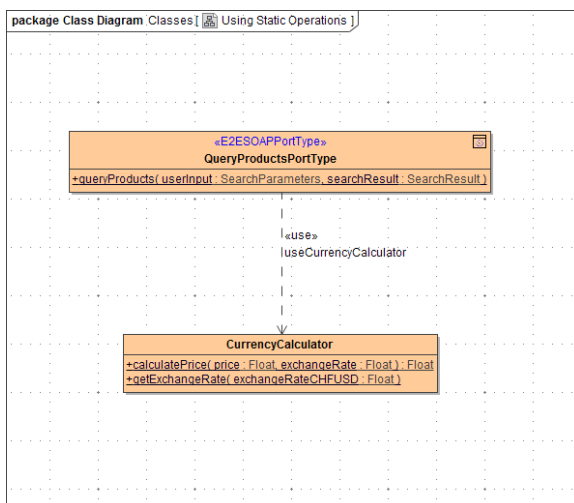 package Class Diagram Classes [ Using Static Operations ]
«E2ESOAPPortType»
QueryProductsPortType
+queryProducts( userInput : SearchParameters, searchResult : SearchResult )
«use»
useCurrencyCalculator
CurrencyCalculator
+calculatePrice( price : Float, exchangeRate : Float ) : Float
+getExchangeRate( exchangeRateCHFUSD : Float )